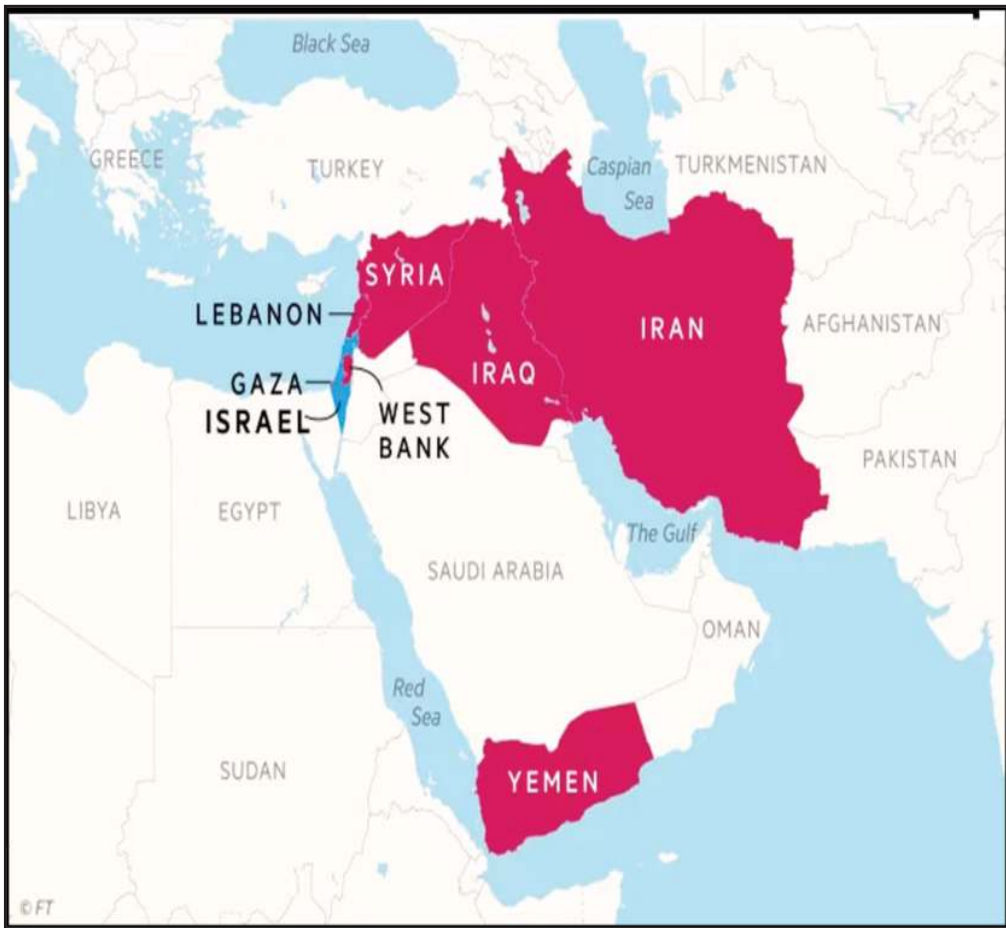 Black Sea
GREECE
TURKEY
Caspian
Sea
TURKMENISTAN
SYRIA
LEBANON
IRAN
AFGHANISTAN
IRAQ
GAZA
ISRAEL
WEST
BANK
PAKISTAN
LIBYA
EGYPT
The Gulf
SAUDI ARABIA
OMAN
Red
Sea
SUDAN
YEMEN
© FT